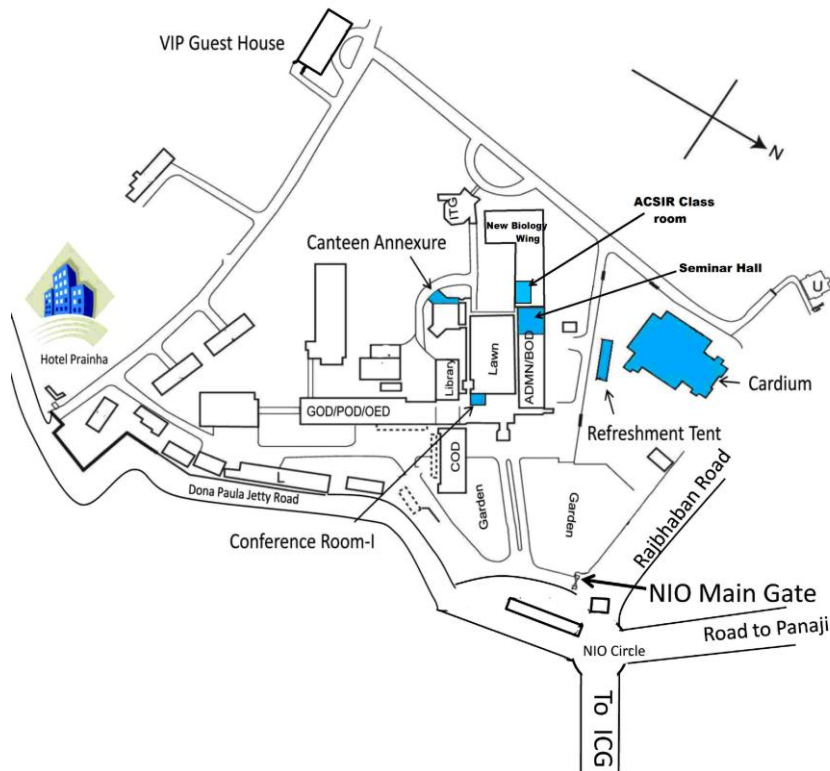 VIP Guest House
N
ITG
ACSIR Class
room
New Biology
Wing
Canteen Annexure
Seminar Hall
U
Hotel Prainha
Lawn
ADMN/BOD
Library
Cardium
GOD/POD/OED
Refreshment Tent
COD
L
Dona Paula Jetty Road
Garden
Garden
Rajbhaban Road
Conference Room-I
NIO Main Gate
Road to Panaji
NIO Circle
To ICG